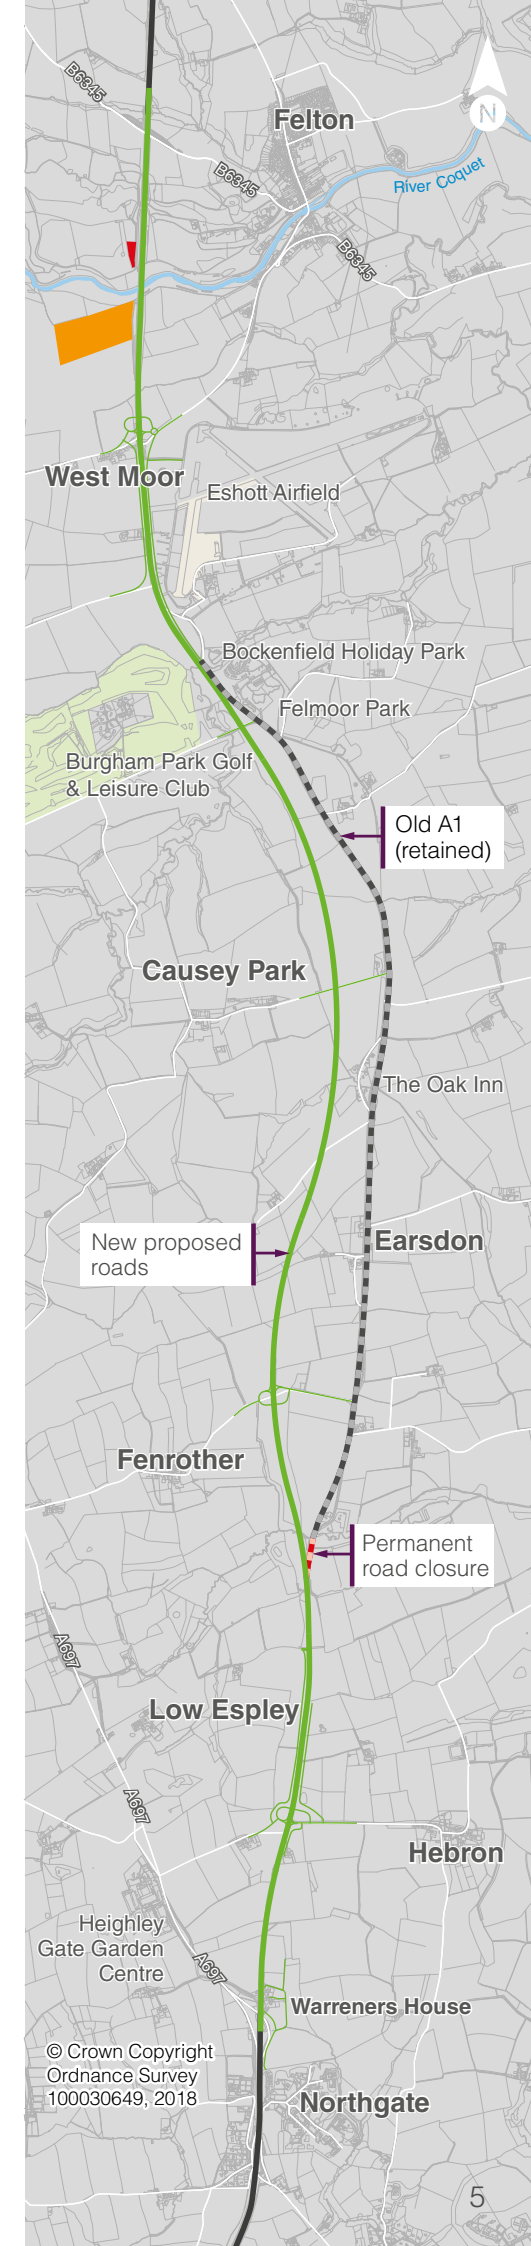 B6345
Felton
N
B6345
River Coquet
B6345
West Moor
Eshott Airfield
Bockenfield Holiday Park
Felmoor Park
Burgham Park Golf
& Leisure Club
Old A1
(retained)
Causey Park
The Oak Inn
New proposed
roads
Earsdon
Fenrother
Permanent
road closure
A697
Low Espley
A697
Hebron
Heighley
Gate Garden
Centre
A697
Warreners House
© Crown Copyright
Ordnance Survey
100030649, 2018
Northgate
5